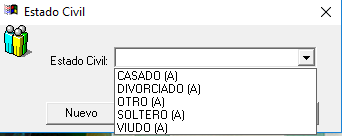 Estado Civil
Estado Civil:
CASADO (A)
DIVORCIADO (A)
OTRO (A)
SOLTERO (A)
VIUDO (A)
Nuevo